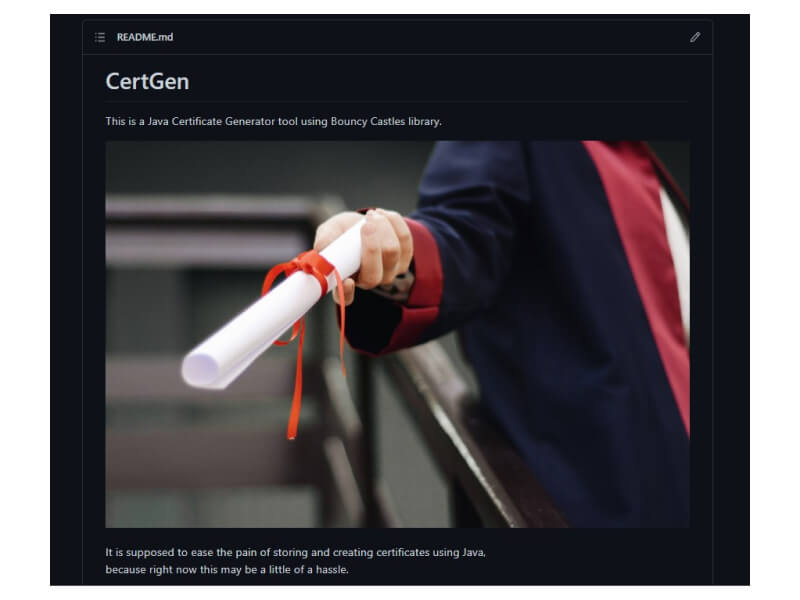 README.md
CertGen
This is a Java Certificate Generator tool using Bouncy Castles library.
It is supposed to ease the pain of storing and creating certificates using Java,
because right now this may be a little of a hassle.